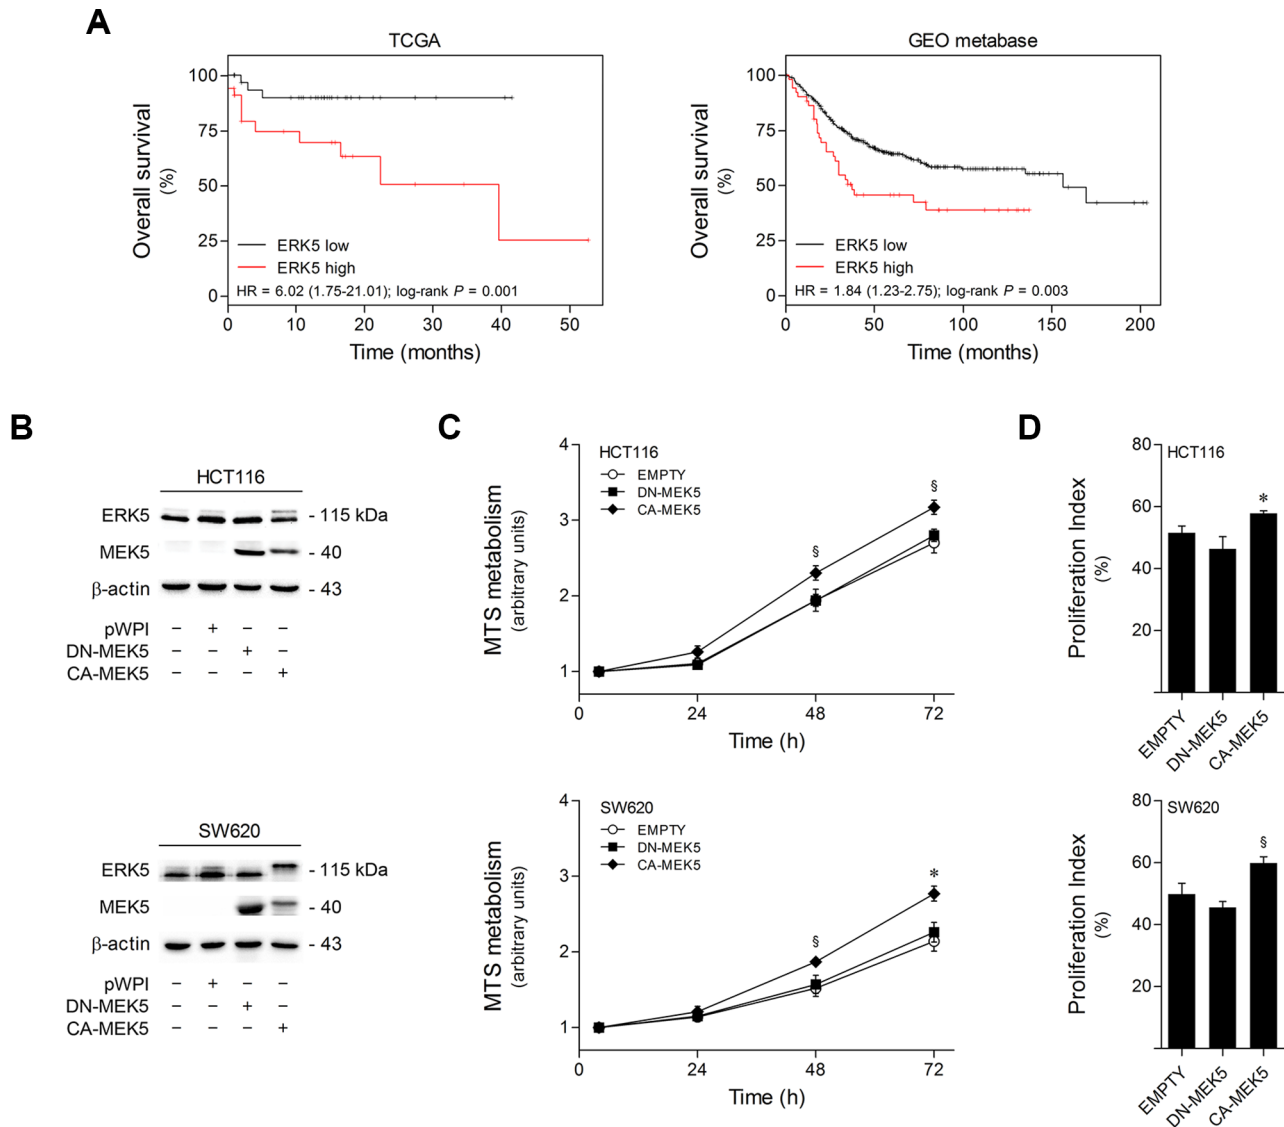 A
TCGA
Overall survival
(%)
100
75
50
25
0
ERK5 low
ERK5 high
HR = 6.02 (1.75-21.01); log-rank P = 0.001
0 10 20 30 40 50
Time (months)
GEO metabase
Overall survival
(%)
100
75
50
25
0
ERK5 low
ERK5 high
HR = 1.84 (1.23-2.75); log-rank P = 0.003
0 50 100 150 200
Time (months)
B
HCT116
ERK5 - 115 kDa
MEK5 - 40
β-actin - 43
pWPI − + − −
DN-MEK5 − − + −
CA-MEK5 − − − +
SW620
ERK5 - 115 kDa
MEK5 - 40
β-actin - 43
pWPI − + − −
DN-MEK5 − − + −
CA-MEK5 − − − +
C
MTS metabolism
(arbitrary units)
4
3
2
1
HCT116
EMPTY
DN-MEK5
CA-MEK5
§
§
0 24 48 72
Time (h)
MTS metabolism
(arbitrary units)
4
3
2
1
SW620
EMPTY
DN-MEK5
CA-MEK5
§
*
0 24 48 72
Time (h)
D
Proliferation Index
(%)
80
60
40
20
HCT116
*
EMPTY
DN-MEK5
CA-MEK5
Proliferation Index
(%)
80
60
40
20
SW620
§
EMPTY
DN-MEK5
CA-MEK5